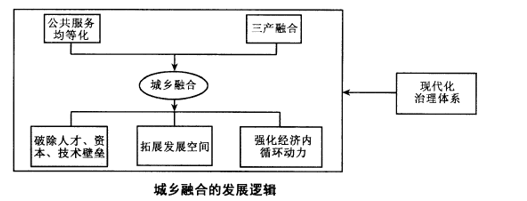 公共服务
均等化
三产融合
城乡融合
现代化
治理体系
破除人才、资
本、技术壁垒
拓展发展空间
强化经济内
循环动力
城乡融合的发展逻辑